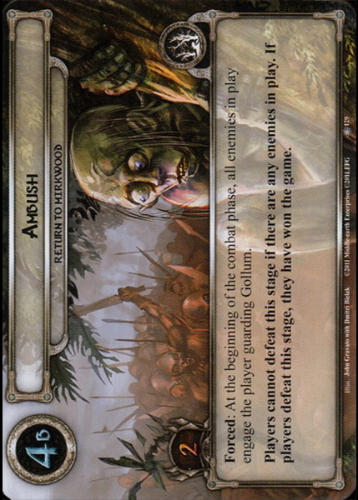 4B
AMBUSH
RETURN TO MIRKWOOD
2
Forced: At the beginning of the combat phase, all enemies in play
engage the player guarding Gollum.
Players cannot defeat this stage if there are any enemies in play. If
players defeat this stage, they have won the game.
Illus. John Gravato with Dmitri Bielak ©2011 Middle-earth Enterprises ©2011 FFG 129